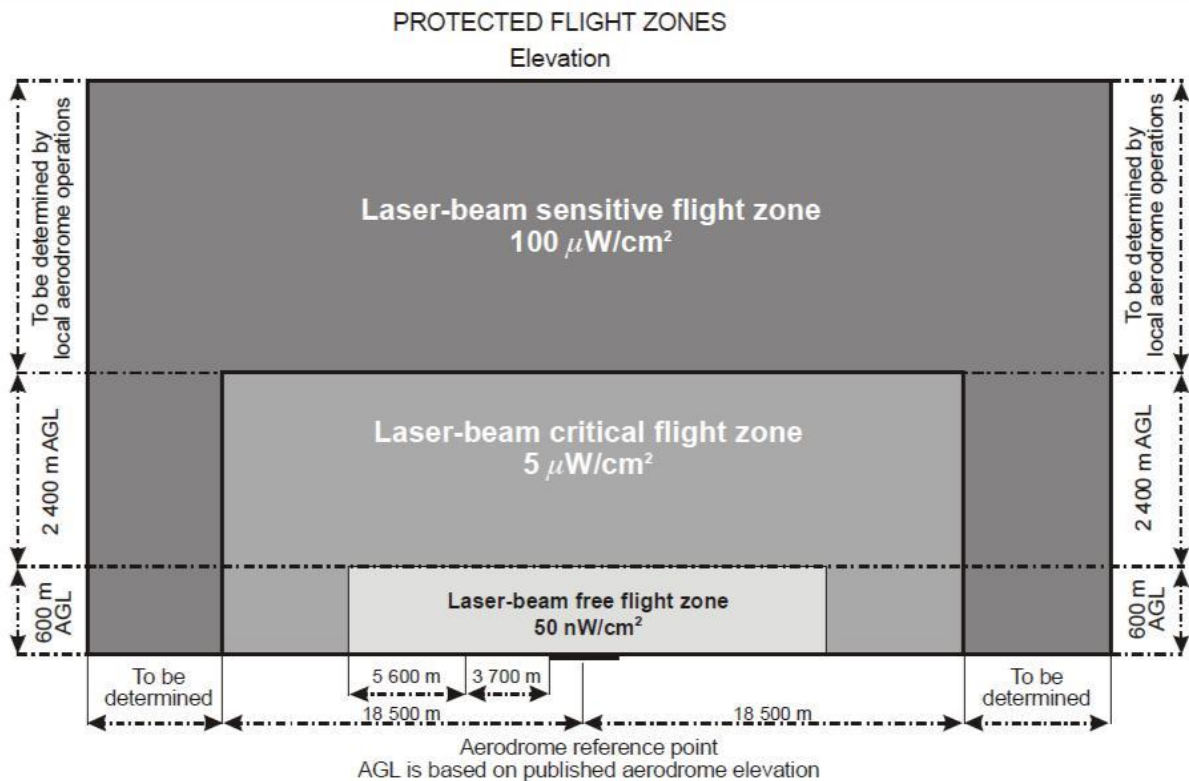 PROTECTED FLIGHT ZONES
Elevation
To be determined by
local aerodrome operations
2 400 m AGL
600 m
AGL
Laser-beam sensitive flight zone
100 μW/cm²
Laser-beam critical flight zone
5 μW/cm²
Laser-beam free flight zone
50 nW/cm²
To be determined by
local aerodrome operations
2 400 m AGL
600 m
AGL
To be
determined
5 600 m
3 700 m
18 500 m
18 500 m
To be
determined
Aerodrome reference point
AGL is based on published aerodrome elevation